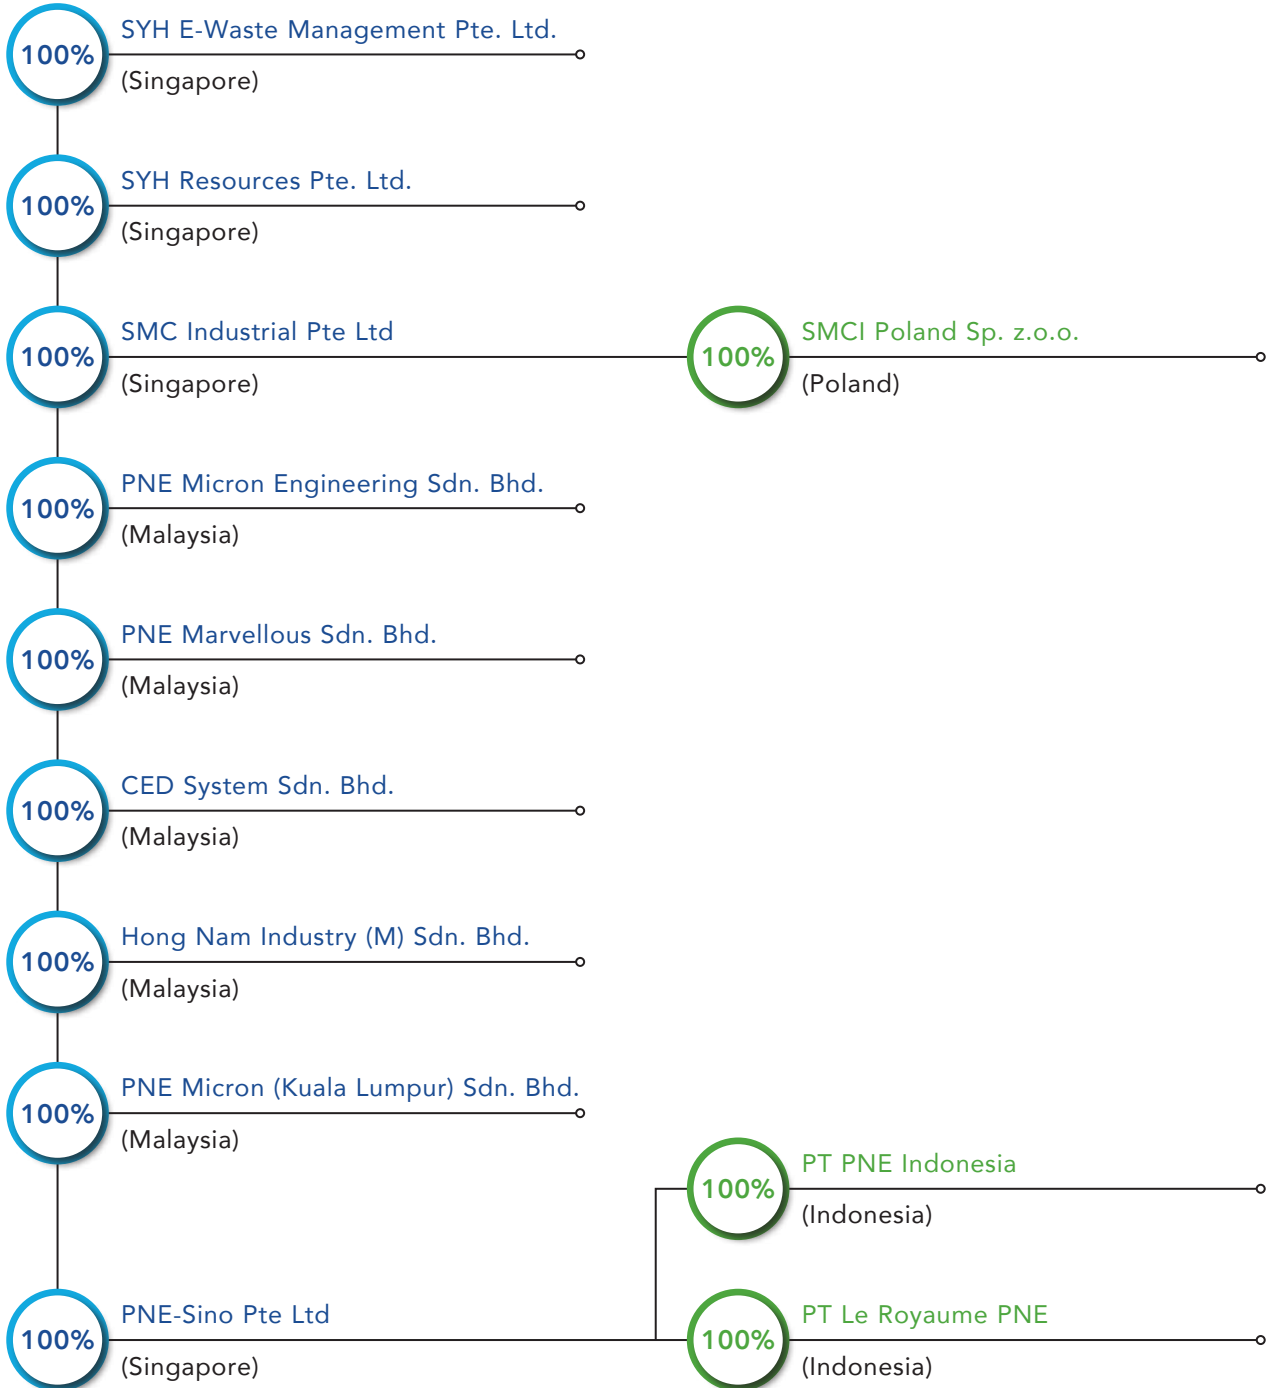 SYH E-Waste Management Pte. Ltd.
100%
(Singapore)
SYH Resources Pte. Ltd.
100%
(Singapore)
SMC Industrial Pte Ltd
100%
(Singapore)
SMCI Poland Sp. z.o.o.
100%
(Poland)
PNE Micron Engineering Sdn. Bhd.
100%
(Malaysia)
PNE Marvellous Sdn. Bhd.
100%
(Malaysia)
CED System Sdn. Bhd.
100%
(Malaysia)
Hong Nam Industry (M) Sdn. Bhd.
100%
(Malaysia)
PNE Micron (Kuala Lumpur) Sdn. Bhd.
100%
(Malaysia)
PT PNE Indonesia
100%
(Indonesia)
PNE-Sino Pte Ltd
100%
(Singapore)
PT Le Royaume PNE
100%
(Indonesia)